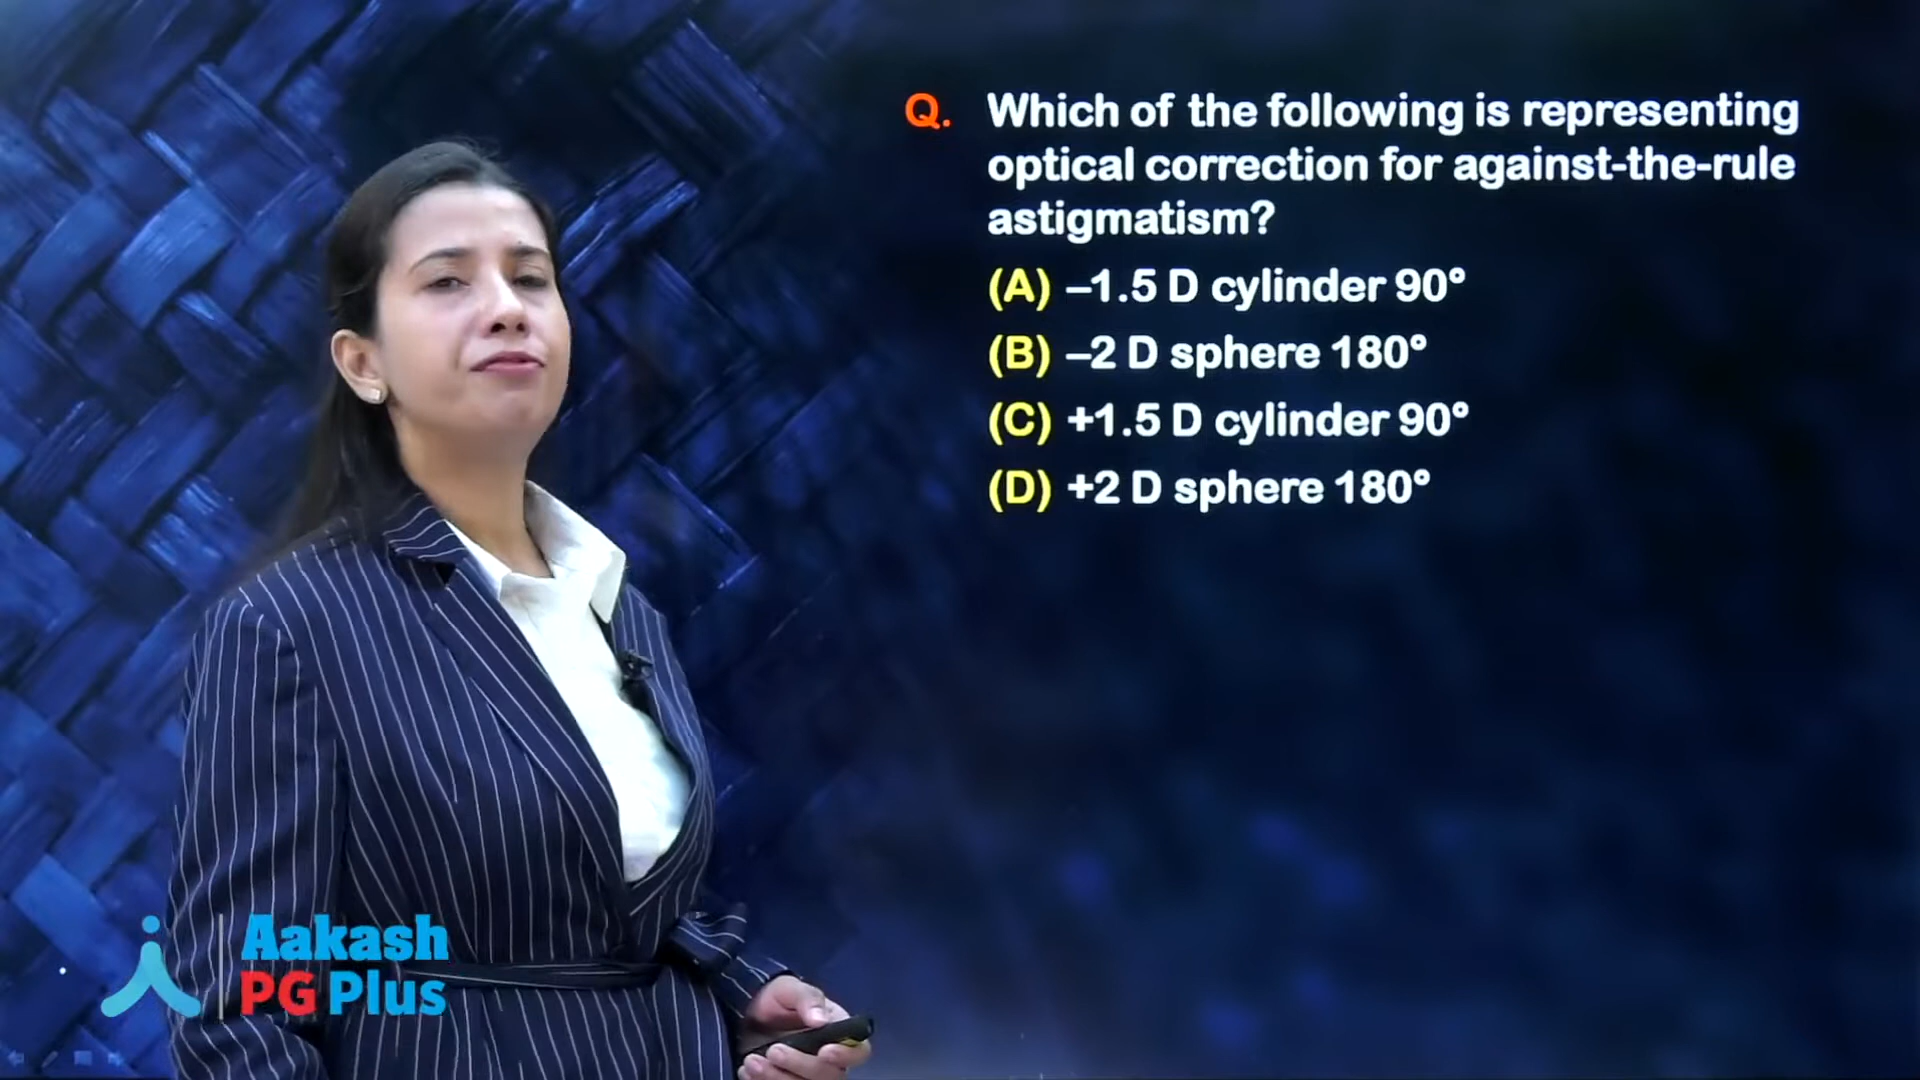 Q. Which of the following is representing
optical correction for against-the-rule
astigmatism?
(A) –1.5 D cylinder 90°
(B) –2 D sphere 180°
(C) +1.5 D cylinder 90°
(D) +2 D sphere 180°
Aakash
PG Plus